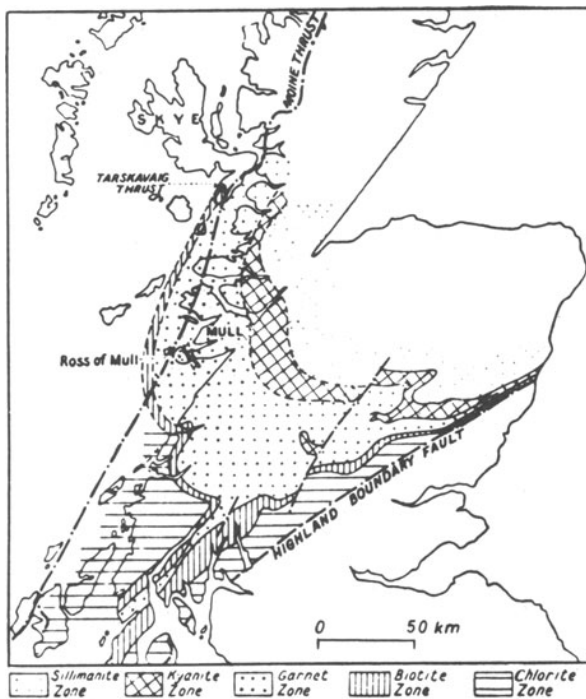 MOINE THRUST
SKYE
TARSKAVAIG
THRUST
MULL
Ross of Mull
HIGHLAND BOUNDARY FAULT
0 50 km
Sillimanite Zone
Kyanite Zone
Garnet Zone
Biotite Zone
Chlorite Zone